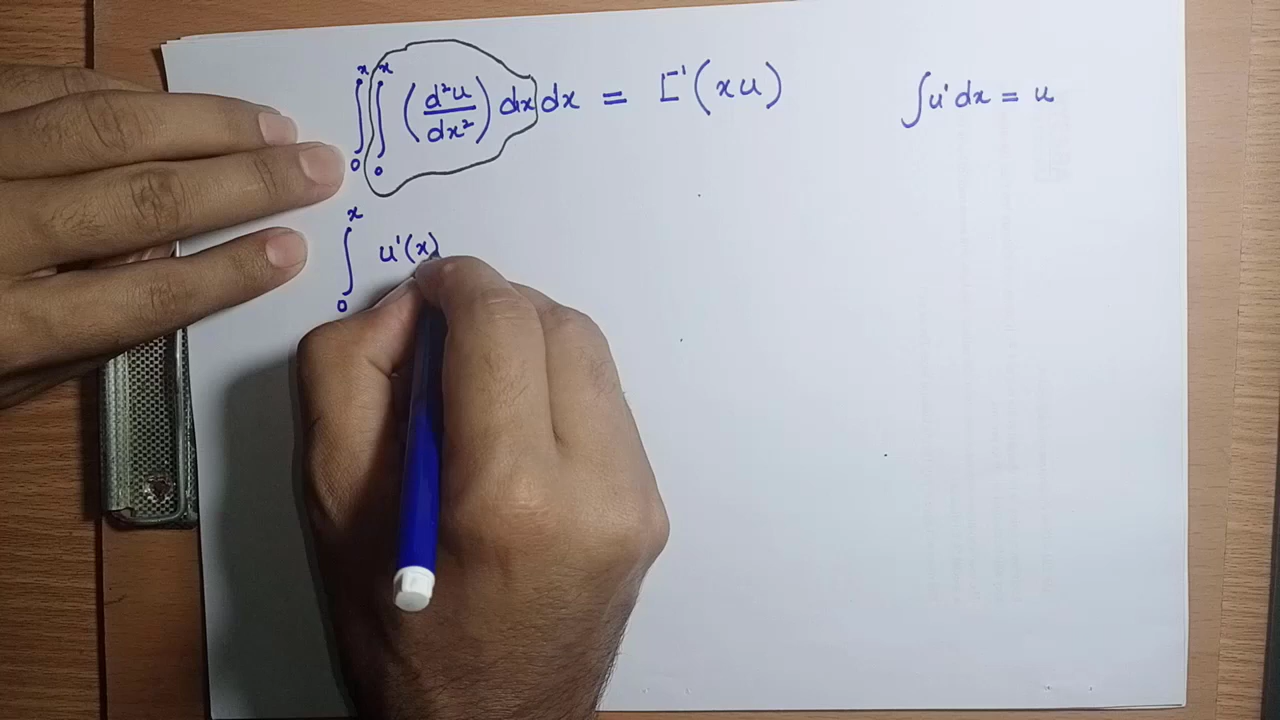 ∫₀ˣ ∫₀ˣ (d²u/dx²) dx dx = L⁻¹(xu) ∫u' dx = u
∫₀ˣ u'(x)